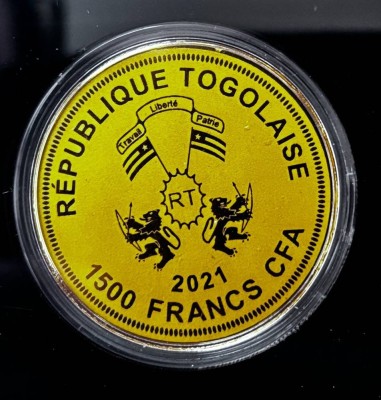 RÉPUBLIQUE TOGOLAISE
Travail Liberté Patrie
RT
2021
1500 FRANCS CFA